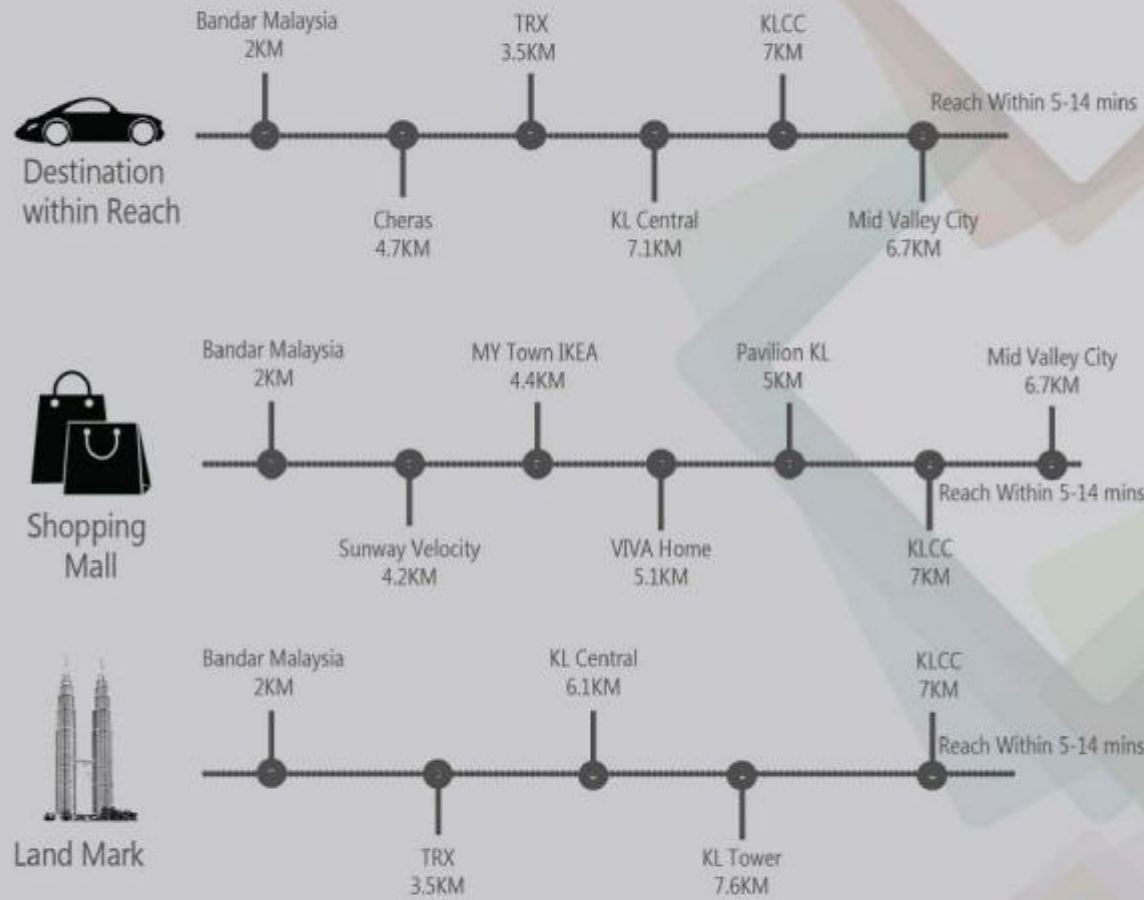 Bandar Malaysia
2KM
TRX
3.5KM
KLCC
7KM
Reach Within 5-14 mins
Destination
within Reach
Cheras
4.7KM
KL Central
7.1KM
Mid Valley City
6.7KM
Bandar Malaysia
2KM
MY Town IKEA
4.4KM
Pavilion KL
5KM
Mid Valley City
6.7KM
Reach Within 5-14 mins
Shopping
Mall
Sunway Velocity
4.2KM
VIVA Home
5.1KM
KLCC
7KM
Bandar Malaysia
2KM
KL Central
6.1KM
KLCC
7KM
Reach Within 5-14 mins
Land Mark
TRX
3.5KM
KL Tower
7.6KM